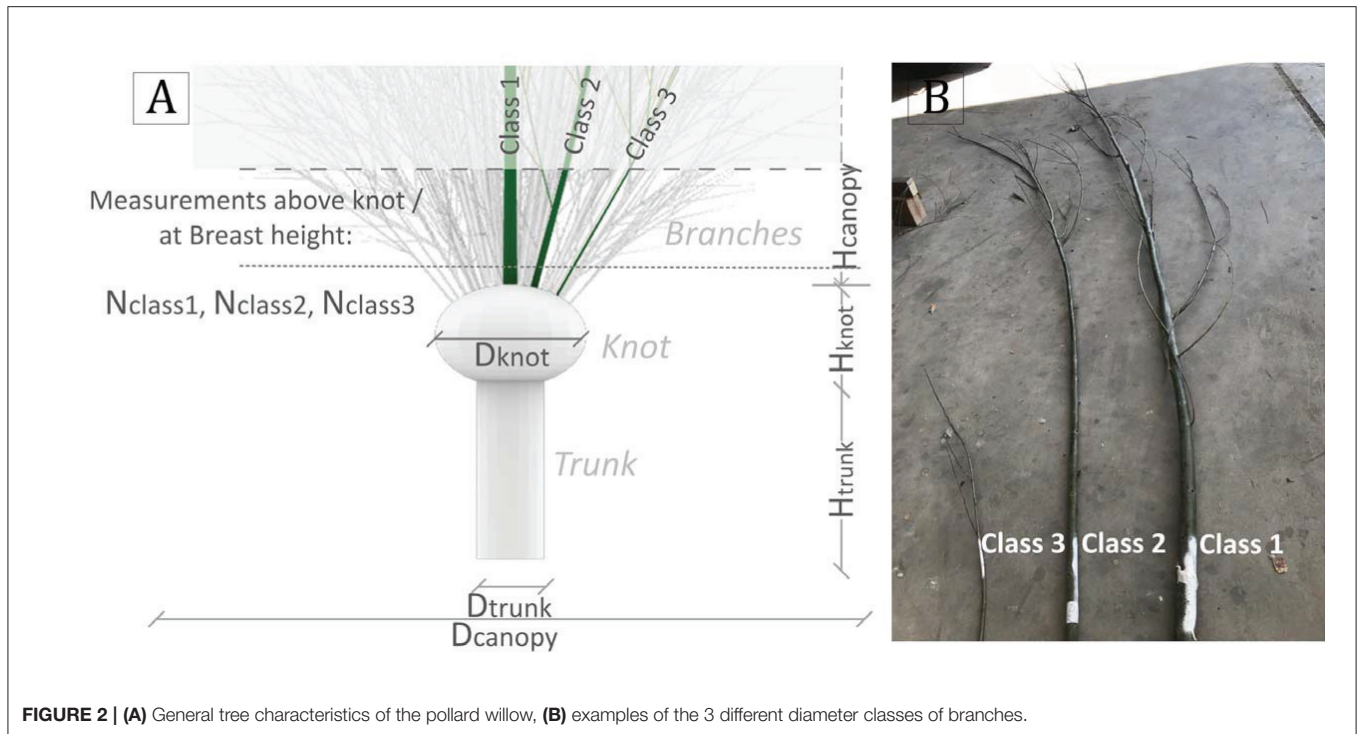 A
Class 1
Class 2
Class 3
Measurements above knot /
at Breast height:
Branches
Nclass1, Nclass2, Nclass3
Dknot
Knot
Trunk
Hcanopy
Hknot
Htrunk
Dtrunk
Dcanopy
B
Class 3 Class 2 Class 1
FIGURE 2 | (A) General tree characteristics of the pollard willow, (B) examples of the 3 different diameter classes of branches.